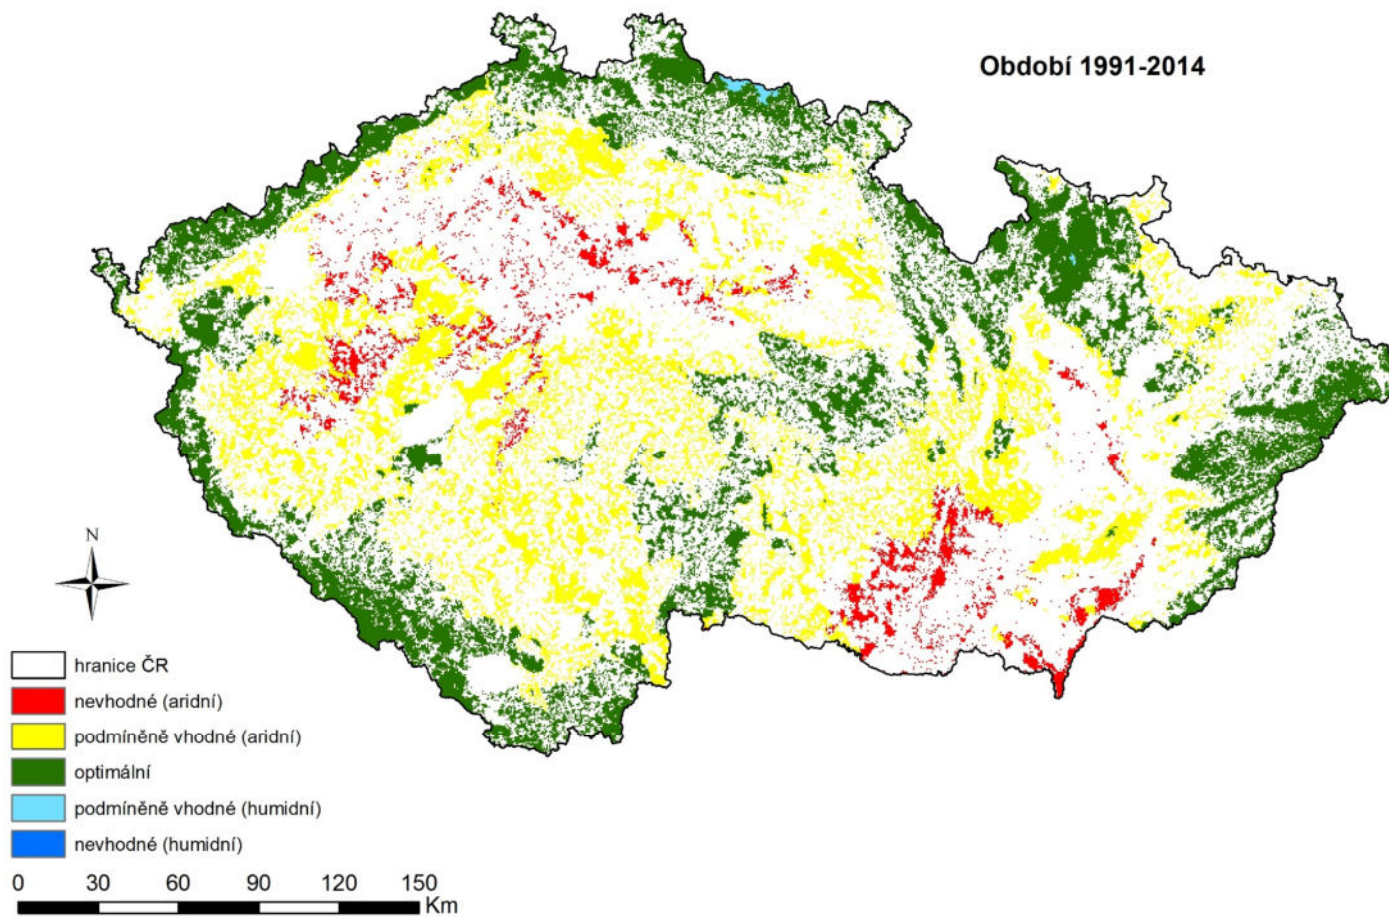 Období 1991-2014
N
hranice ČR
nevhodné (aridní)
podmíněně vhodné (aridní)
optimální
podmíněně vhodné (humidní)
nevhodné (humidní)
0 30 60 90 120 150
Km